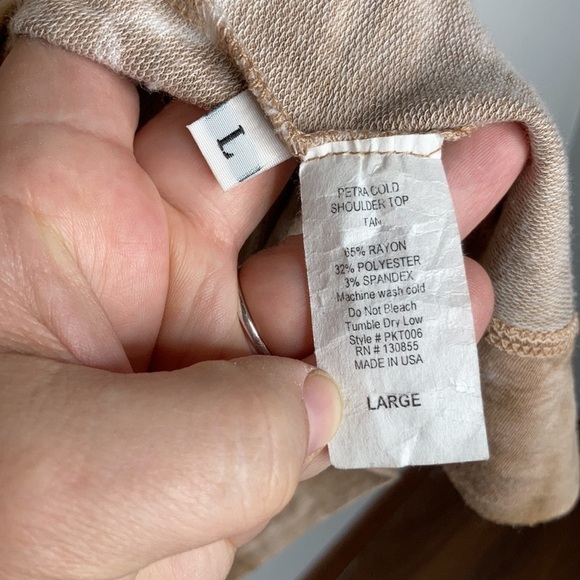 L
PETRA COLD
SHOULDER TOP
TAN
65% RAYON
32% POLYESTER
3% SPANDEX
Machine wash cold
Do Not Bleach
Tumble Dry Low
Style # PKT006
RN # 130855
MADE IN USA
LARGE